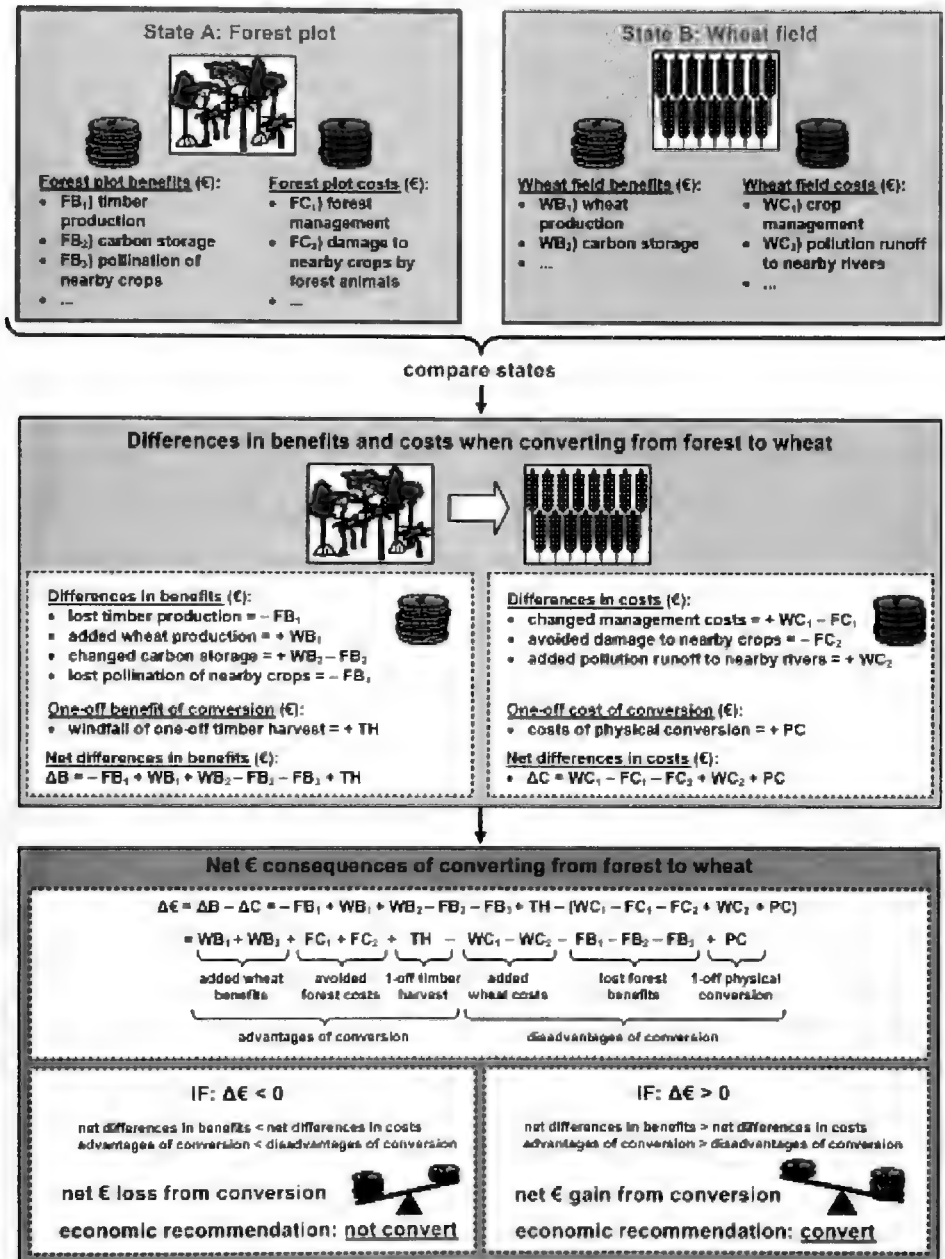 State A: Forest plot
Forest plot benefits (€):
• FB₁) timber
production
• FB₂) carbon storage
• FB₃) pollination of
nearby crops
• ...
Forest plot costs (€):
• FC₁) forest
management
• FC₂) damage to
nearby crops by
forest animals
• ...
State B: Wheat field
Wheat field benefits (€):
• WB₁) wheat
production
• WB₂) carbon storage
• ...
Wheat field costs (€):
• WC₁) crop
management
• WC₂) pollution runoff
to nearby rivers
• ...
compare states
Differences in benefits and costs when converting from forest to wheat
Differences in benefits (€):
• lost timber production = – FB₁
• added wheat production = + WB₁
• changed carbon storage = + WB₂ – FB₂
• lost pollination of nearby crops = – FB₃
One-off benefit of conversion (€):
• windfall of one-off timber harvest = + TH
Net differences in benefits (€):
ΔB = – FB₁ + WB₁ + WB₂ – FB₂ – FB₃ + TH
Differences in costs (€):
• changed management costs = + WC₁ – FC₁
• avoided damage to nearby crops = – FC₂
• added pollution runoff to nearby rivers = + WC₂
One-off cost of conversion (€):
• costs of physical conversion = + PC
Net differences in costs (€):
• ΔC = WC₁ – FC₁ – FC₂ + WC₂ + PC
Net € consequences of converting from forest to wheat
Δ€ = ΔB – ΔC = – FB₁ + WB₁ + WB₂ – FB₂ – FB₃ + TH – (WC₁ – FC₁ – FC₂ + WC₂ + PC)
= WB₁ + WB₂ + FC₁ + FC₂ + TH – WC₁ – WC₂ – FB₁ – FB₂ – FB₃ + PC
added wheat benefits
avoided forest costs
1-off timber harvest
added wheat costs
lost forest benefits
1-off physical conversion
advantages of conversion
disadvantages of conversion
IF: Δ€ < 0
net differences in benefits < net differences in costs
advantages of conversion < disadvantages of conversion
net € loss from conversion
economic recommendation: not convert
IF: Δ€ > 0
net differences in benefits > net differences in costs
advantages of conversion > disadvantages of conversion
net € gain from conversion
economic recommendation: convert